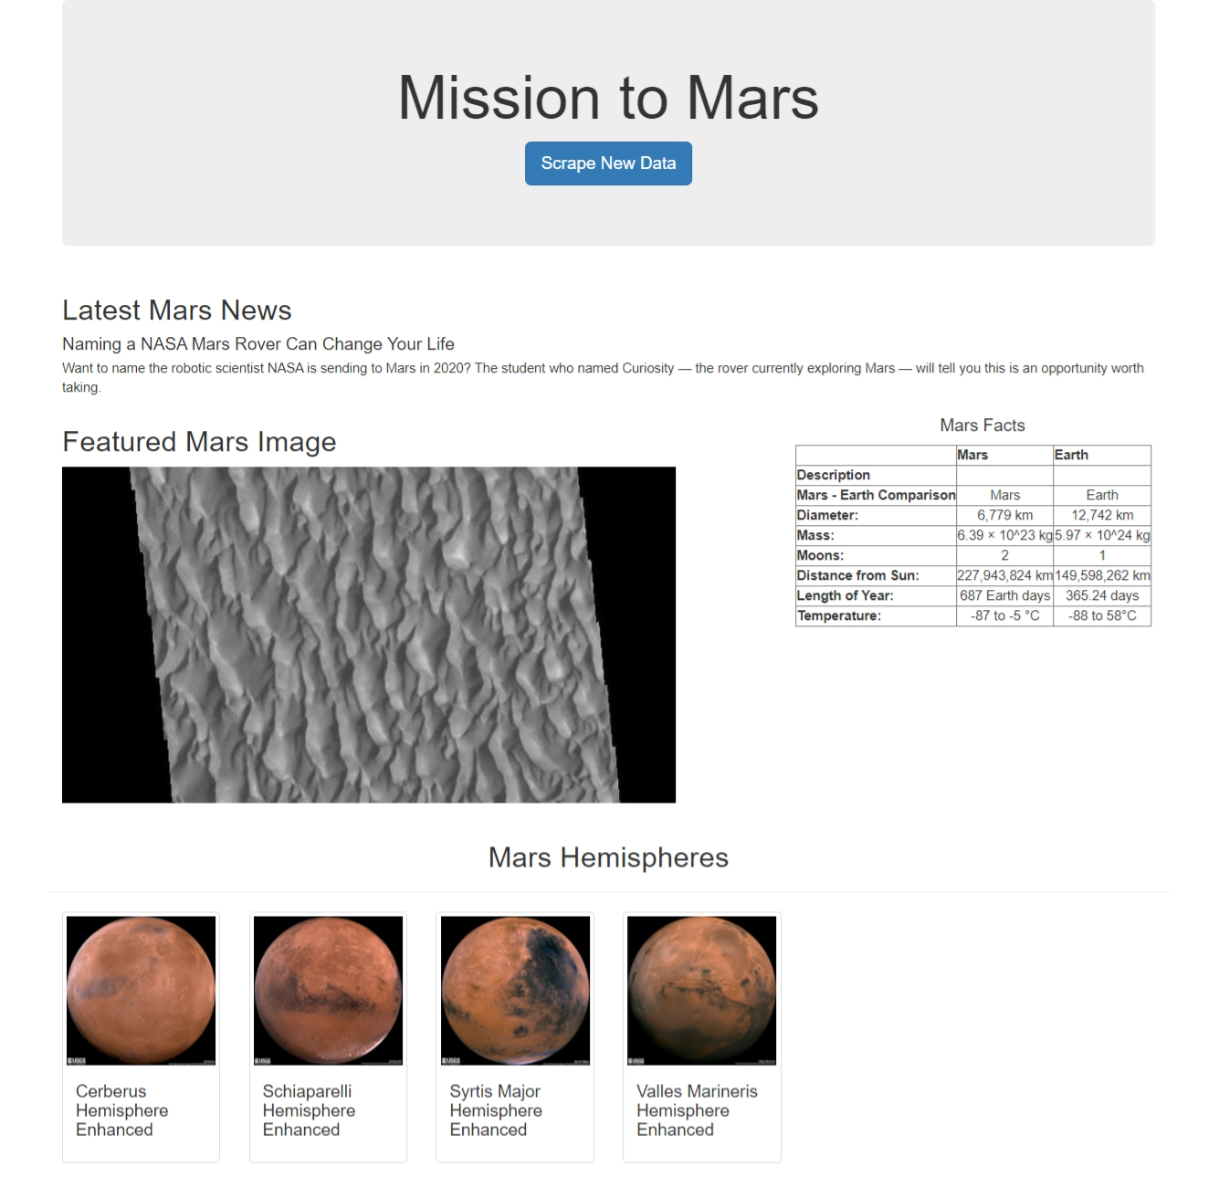 Mission to Mars
Scrape New Data
Latest Mars News
Naming a NASA Mars Rover Can Change Your Life
Want to name the robotic scientist NASA is sending to Mars in 2020? The student who named Curiosity — the rover currently exploring Mars — will tell you this is an opportunity worth
taking.
Featured Mars Image
Mars Facts
Mars Earth
Description
Mars - Earth Comparison Mars Earth
Diameter: 6,779 km 12,742 km
Mass: 6.39 × 10^23 kg 5.97 × 10^24 kg
Moons: 2 1
Distance from Sun: 227,943,824 km 149,598,262 km
Length of Year: 687 Earth days 365.24 days
Temperature: -87 to -5 °C -88 to 58°C
Mars Hemispheres
USGS
USGS
USGS
USGS
Cerberus
Hemisphere
Enhanced
Schiaparelli
Hemisphere
Enhanced
Syrtis Major
Hemisphere
Enhanced
Valles Marineris
Hemisphere
Enhanced